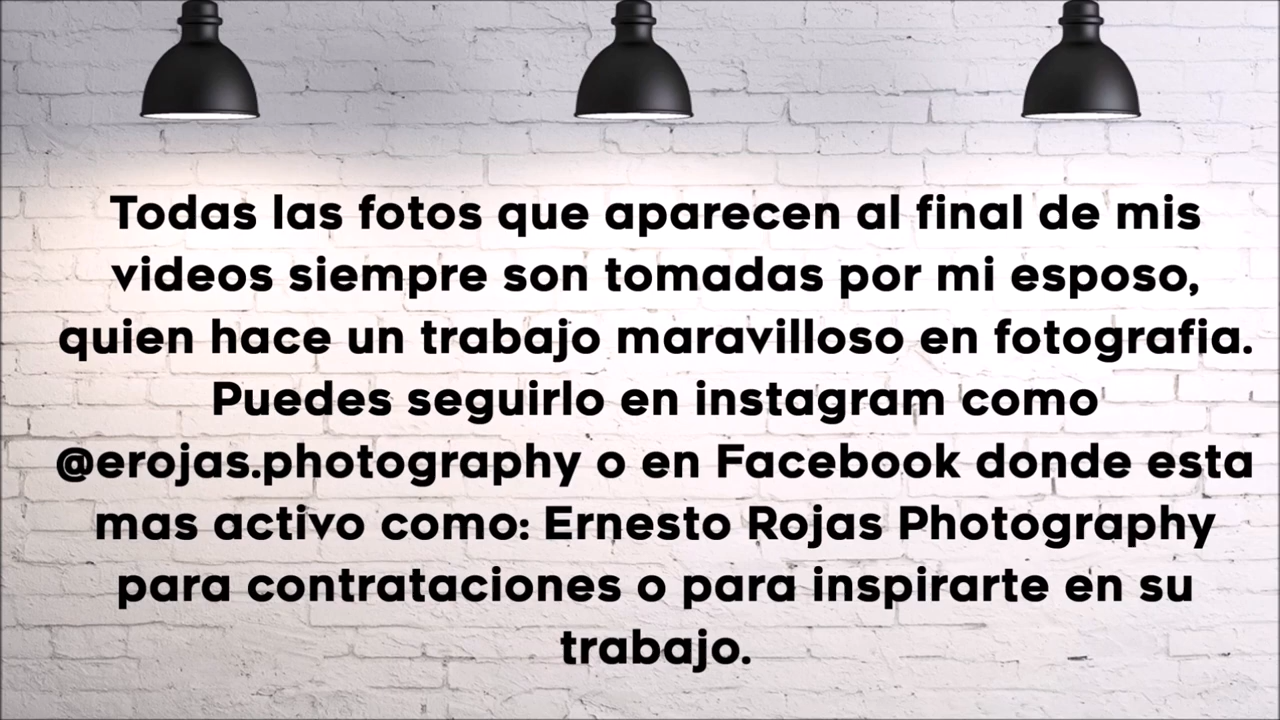 Todas las fotos que aparecen al final de mis
videos siempre son tomadas por mi esposo,
quien hace un trabajo maravilloso en fotografia.
Puedes seguirlo en instagram como
@erojas.photography o en Facebook donde esta
mas activo como: Ernesto Rojas Photography
para contrataciones o para inspirarte en su
trabajo.